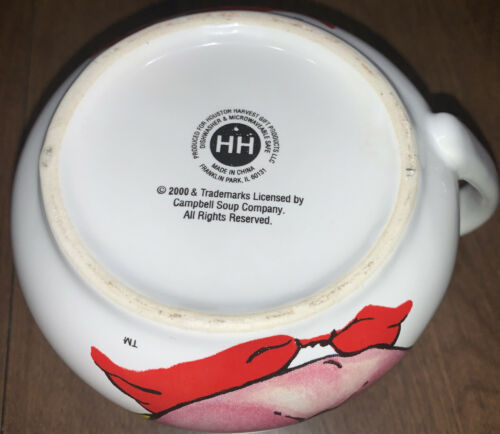 PRODUCED FOR HOUSTON HARVEST GIFT PRODUCTS LLC
DISHWASHER & MICROWAVEABLE SAFE
HH
MADE IN CHINA
FRANKLIN PARK, IL 60131
© 2000 & Trademarks Licensed by
Campbell Soup Company.
All Rights Reserved.
TM